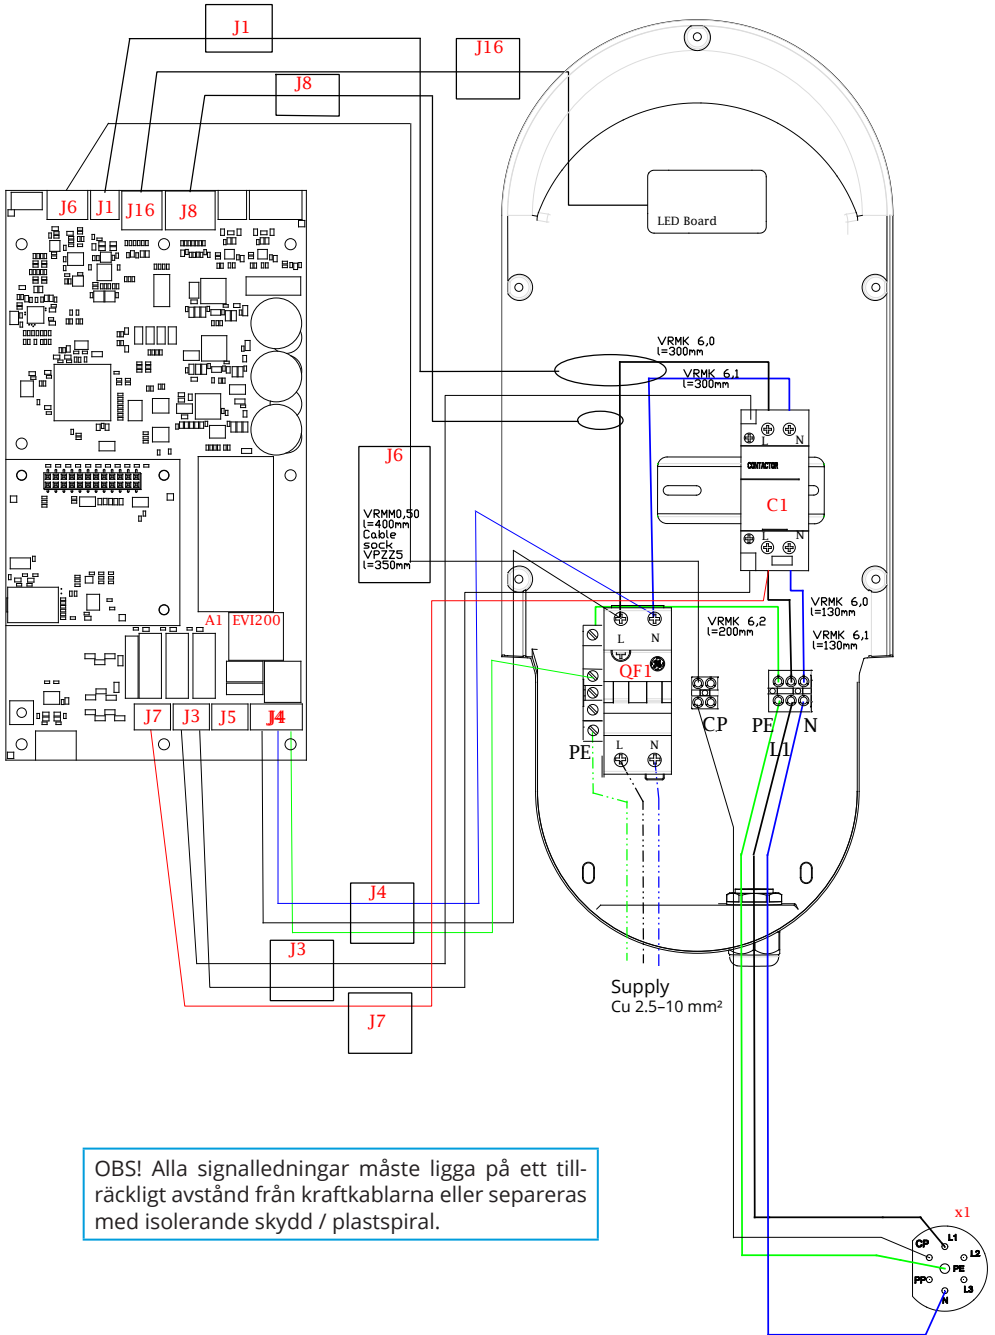 J1
J16
J8
J6
J1
J16
J8
LED Board
VRMK 6,0
l=300mm
VRMK 6,1
l=300mm
L
N
CONTACTOR
C1
L
N
J6
VRMM0,50
l=400mm
Cable
sock
VPZZ5
l=350mm
A1
EVI200
VRMK 6,0
l=130mm
VRMK 6,2
l=200mm
VRMK 6,1
l=130mm
L
N
QF1
J7
J3
J5
J4
CP
PE
N
L1
PE
L
N
J4
J3
J7
Supply
Cu 2.5–10 mm²
OBS! Alla signalledningar måste ligga på ett till-
räckligt avstånd från kraftkablarna eller separeras
med isolerande skydd / plastspiral.
x1
L1
CP
L2
PE
PP
L3
N